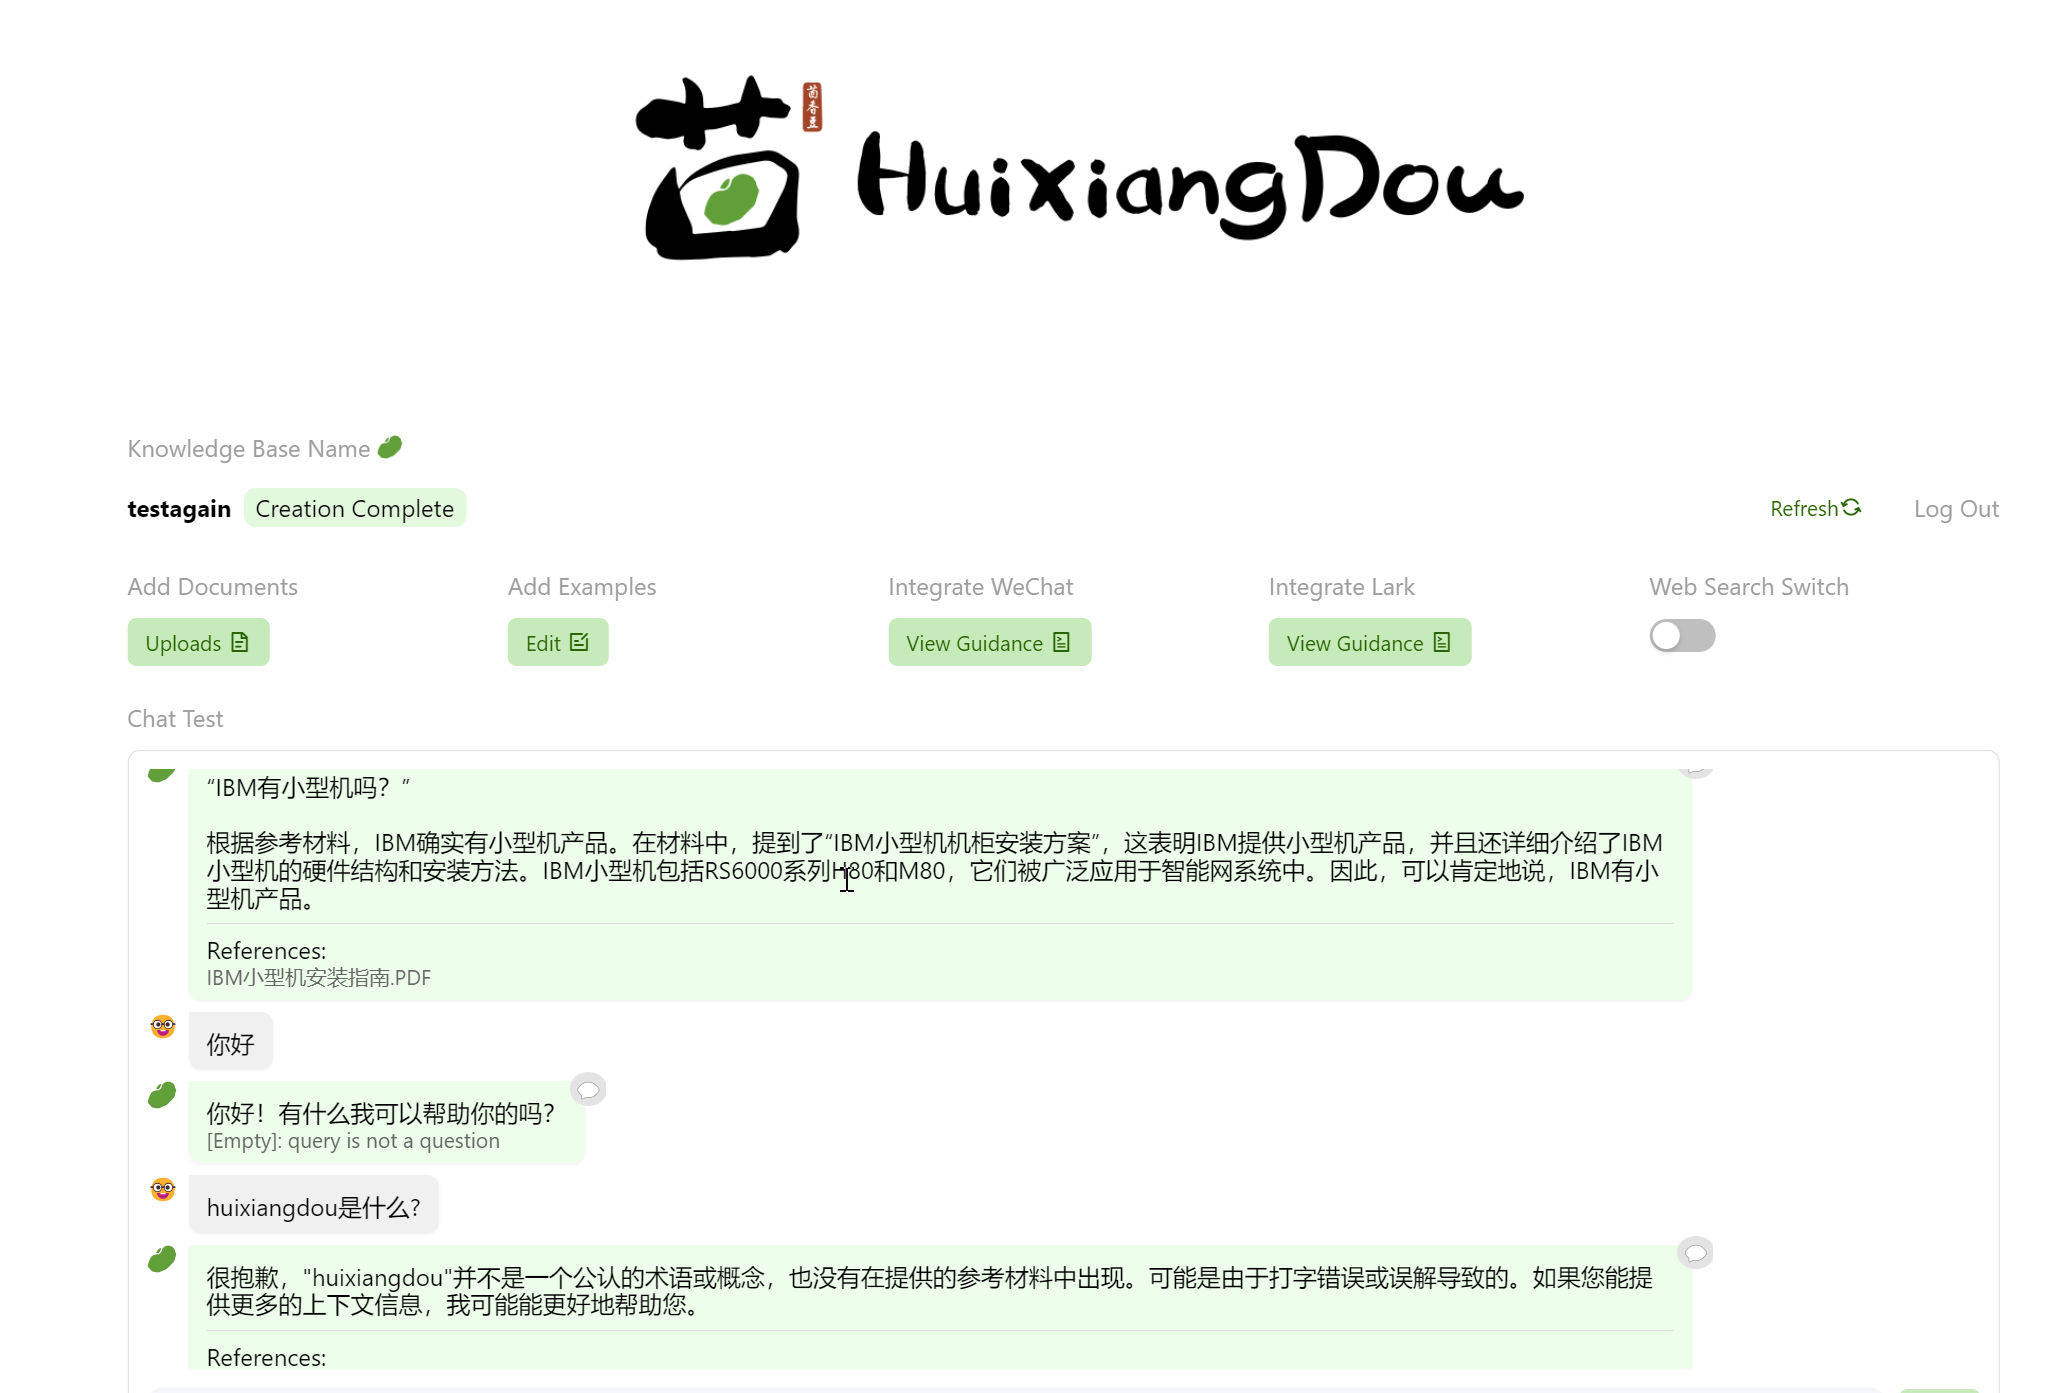 茴香豆
HuixiangDou
Knowledge Base Name
testagain Creation Complete Refresh Log Out
Add Documents Add Examples Integrate WeChat Integrate Lark Web Search Switch
Uploads Edit View Guidance View Guidance
Chat Test
“IBM有小型机吗？”
根据参考材料，IBM确实有小型机产品。在材料中，提到了“IBM小型机机柜安装方案”，这表明IBM提供小型机产品，并且还详细介绍了IBM
小型机的硬件结构和安装方法。IBM小型机包括RS6000系列H80和M80，它们被广泛应用于智能网系统中。因此，可以肯定地说，IBM有小
型机产品。
References:
IBM小型机安装指南.PDF
你好
你好！有什么我可以帮助你的吗？
[Empty]: query is not a question
huixiangdou是什么?
很抱歉，"huixiangdou"并不是一个公认的术语或概念，也没有在提供的参考材料中出现。可能是由于打字错误或误解导致的。如果您能提
供更多的上下文信息，我可能能更好地帮助您。
References: